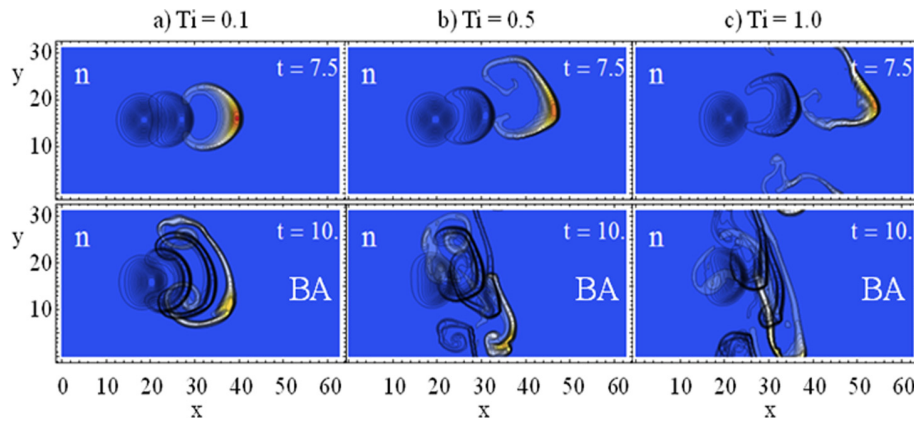 a) Ti = 0.1 b) Ti = 0.5 c) Ti = 1.0
30
y n t = 7.5 n t = 7.5 n t = 7.5
20
10
30
y n t = 10. n t = 10. n t = 10.
20
BA BA BA
10
0 10 20 30 40 50 60 10 20 30 40 50 60 10 20 30 40 50 60
x x x